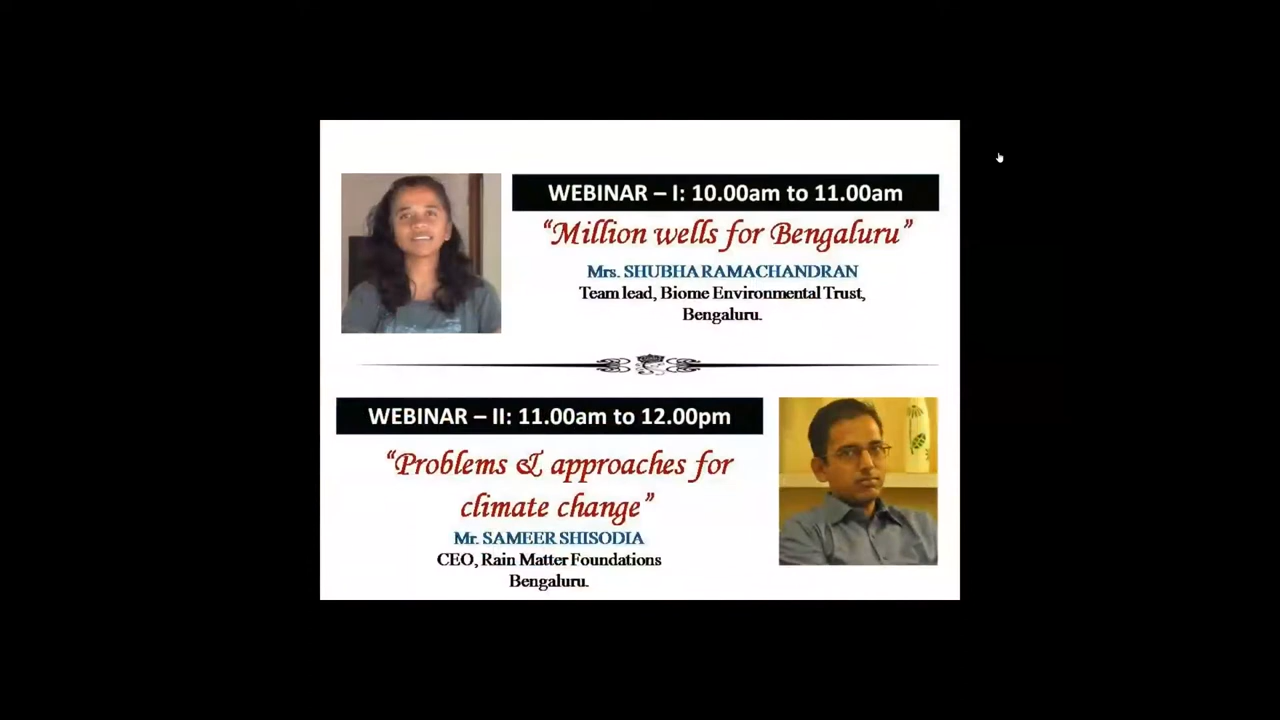 WEBINAR – I: 10.00am to 11.00am
“Million wells for Bengaluru”
Mrs. SHUBHA RAMACHANDRAN
Team lead, Biome Environmental Trust,
Bengaluru.
WEBINAR – II: 11.00am to 12.00pm
“Problems & approaches for
climate change”
Mr. SAMEER SHISODIA
CEO, Rain Matter Foundations
Bengaluru.